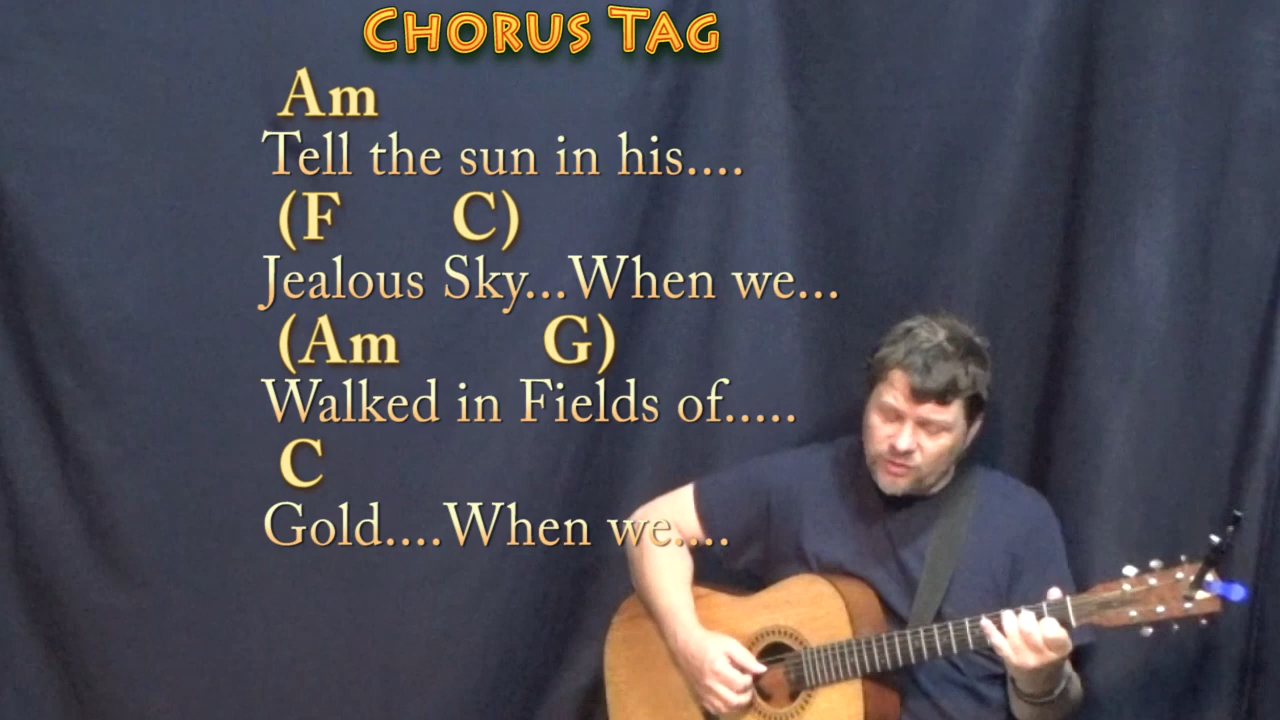 CHORUS TAG
Am
Tell the sun in his....
(F C)
Jealous Sky...When we...
(Am G)
Walked in Fields of.....
C
Gold....When we....